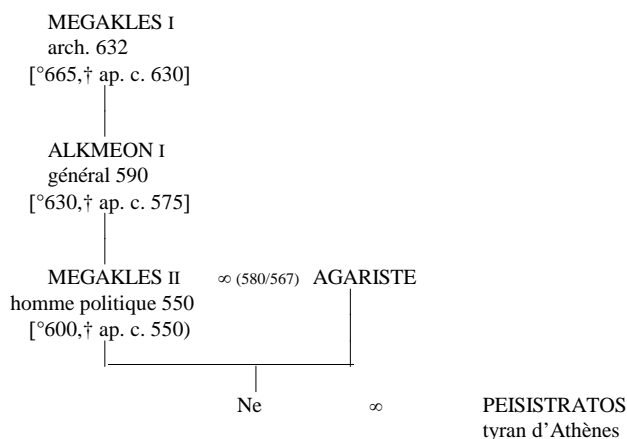 MEGAKLES I
arch. 632
[°665,† ap. c. 630]
ALKMEON I
général 590
[°630,† ap. c. 575]
MEGAKLES II ∞ (580/567) AGARISTE
homme politique 550
[°600,† ap. c. 550)
Ne ∞ PEISISTRATOS
tyran d’Athènes